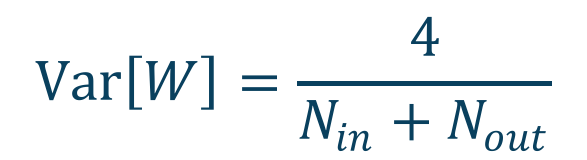 Var[W] = 4 / (N_in + N_out)